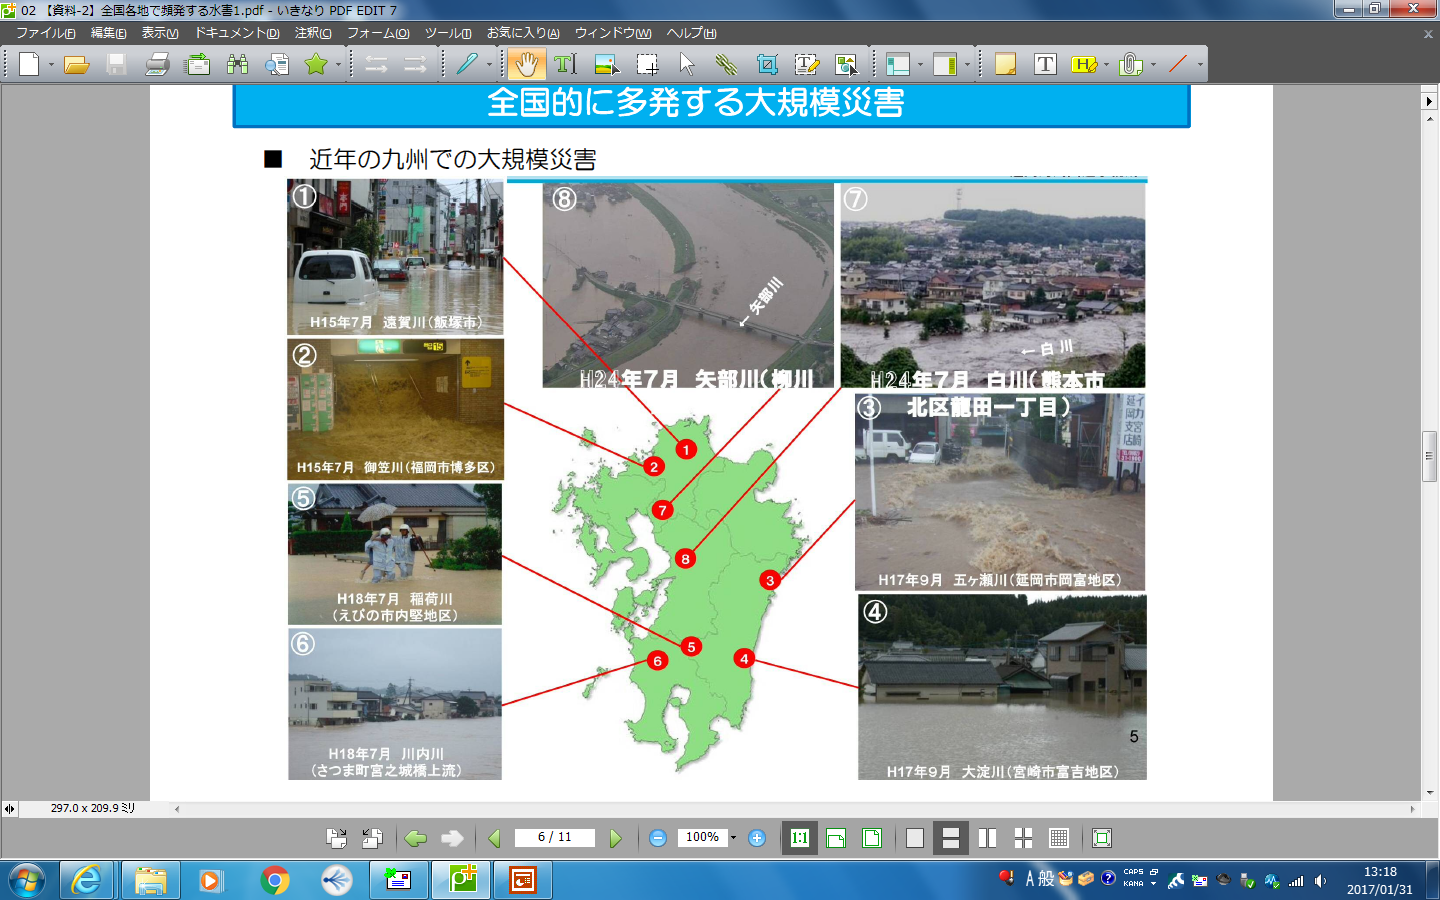 02 【資料-2】全国各地で頻発する水害1.pdf - いきなり PDF EDIT 7
ファイル(F) 編集(E) 表示(V) ドキュメント(D) 注釈(C) フォーム(O) ツール(T) お気に入り(A) ウィンドウ(W) ヘルプ(H)
全国的に多発する大規模災害
■ 近年の九州での大規模災害
①
H15年7月 遠賀川(飯塚市)
⑧
← 矢部川
H24年7月 矢部川(柳川
⑦
← 白川
H24年7月 白川(熊本市
北区龍田一丁目)
②
H15年7月 御笠川(福岡市博多区)
③
H17年9月 五ヶ瀬川(延岡市岡富地区)
⑤
H18年7月 稲荷川
(えびの市内堅地区)
④
H17年9月 大淀川(宮崎市富吉地区)
5
⑥
H18年7月 川内川
(さつま町宮之城橋上流)
1
2
7
8
3
5
6
4
297.0 x 209.9 ミリ
6 / 11
100%
1:1
A 般
CAPS
KANA
13:18
2017/01/31